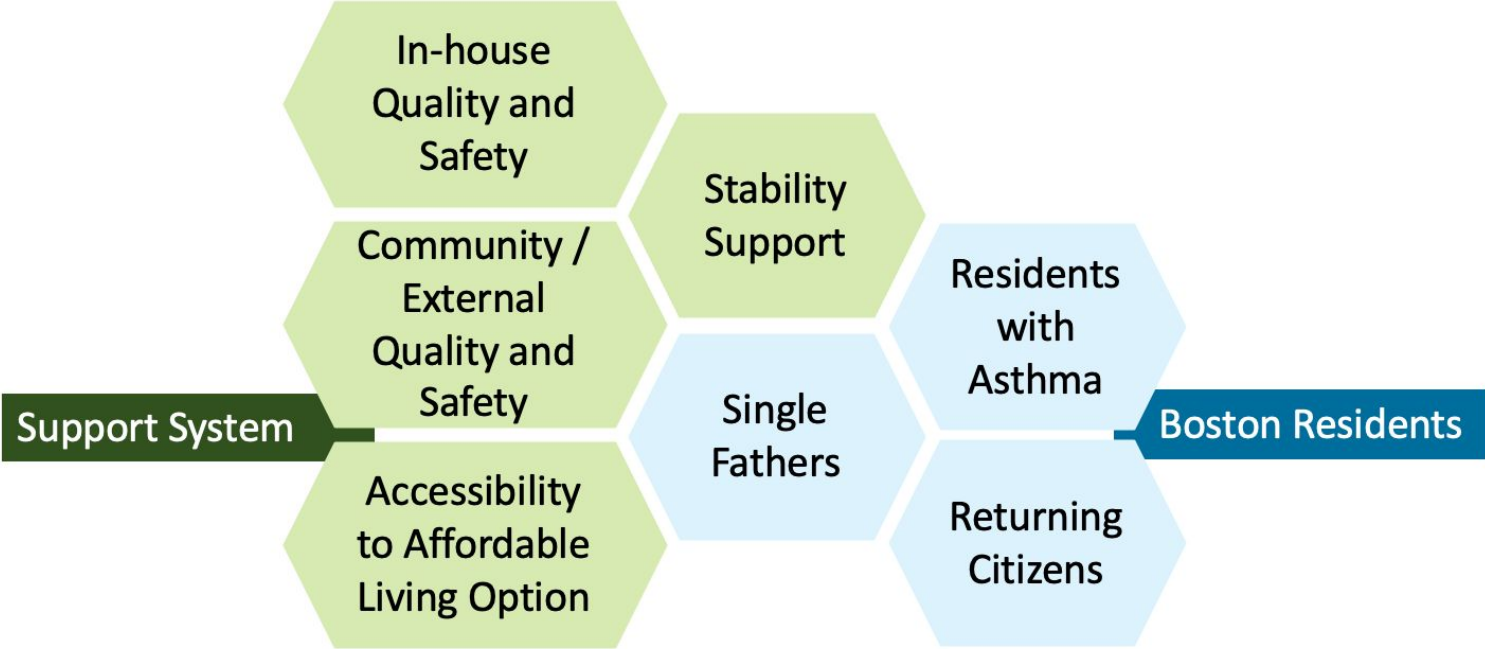 In-house
Quality and
Safety
Stability
Support
Community /
External
Quality and
Safety
Residents
with
Asthma
Support System
Single
Fathers
Boston Residents
Accessibility
to Affordable
Living Option
Returning
Citizens